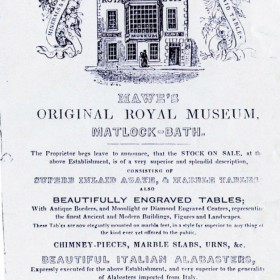 MAWE'S
ORIGINAL ROYAL MUSEUM,
MATLOCK-BATH.
The Proprietor begs leave to announce, that the STOCK ON SALE, at the
above Establishment, is of a very superior and splendid description,
CONSISTING OF
SUPERB INLAID AGATE, & MARBLE TABLES
ALSO
BEAUTIFULLY ENGRAVED TABLES;
With Antique Borders, and Moonlight or Diamond Engraved Centres, representing
the finest Ancient and Modern Buildings, Figures and Landscapes.
These Tables are now elegantly mounted on marble feet, in a style far superior to any thing of
the kind ever yet offered to the public.
CHIMNEY-PIECES, MARBLE SLABS, URNS, &c.
BEAUTIFUL ITALIAN ALABASTERS,
Expressly executed for the above Establishment, and very superior to the generality
of Alabasters imported from Italy.